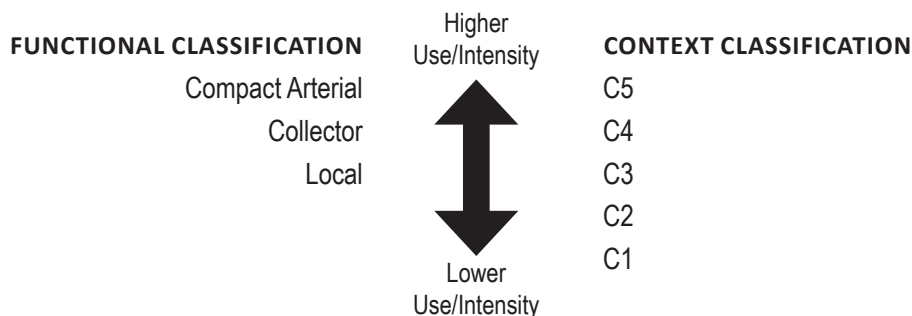 FUNCTIONAL CLASSIFICATION
Compact Arterial
Collector
Local
Higher
Use/Intensity
Lower
Use/Intensity
CONTEXT CLASSIFICATION
C5
C4
C3
C2
C1